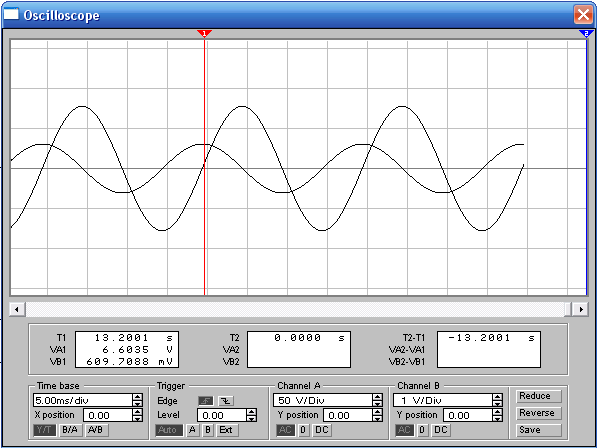 Oscilloscope
1
2
T1 13.2001 s T2 0.0000 s T2-T1 -13.2001 s
VA1 6.6035 V VA2 VA2-VA1
VB1 609.7088 mV VB2 VB2-VB1
Time base Trigger Channel A Channel B
5.00ms/div Edge 50 V/Div 1 V/Div Reduce
X position 0.00 Level 0.00 Y position 0.00 Y position 0.00 Reverse
Y/T B/A A/B Auto A B Ext AC 0 DC AC 0 DC Save